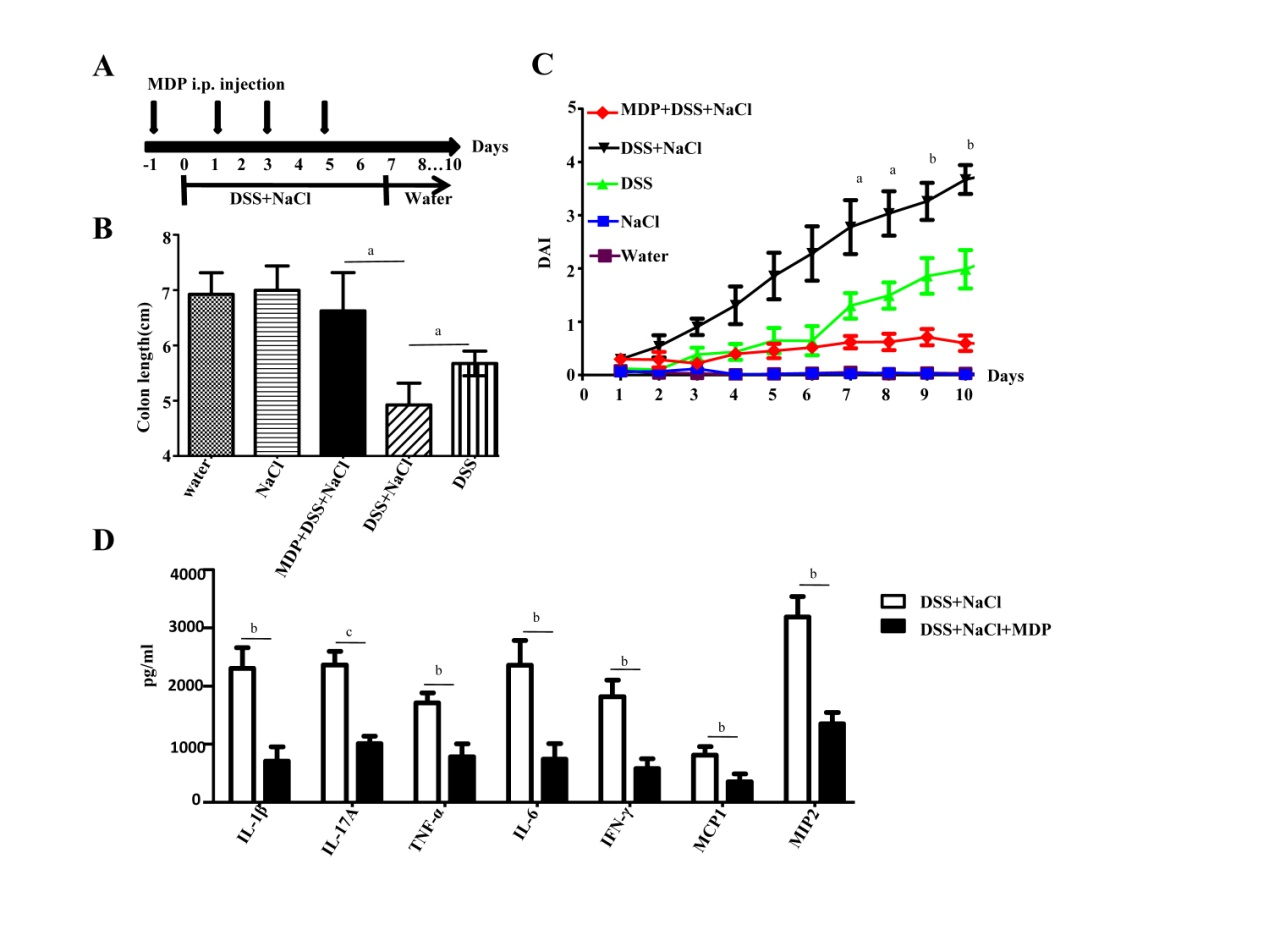 A
MDP i.p. injection
Days
-1 0 1 2 3 4 5 6 7 8...10
DSS+NaCl Water
B
Colon length(cm)
8
7
6
5
4
a
a
water
NaCl
MDP+DSS+NaCl
DSS+NaCl
DSS
C
DAI
5
4
3
2
1
0
MDP+DSS+NaCl
DSS+NaCl
DSS
NaCl
Water
a
a
b
b
0 1 2 3 4 5 6 7 8 9 10
Days
D
pg/ml
4000
3000
2000
1000
0
b
c
b
b
b
b
b
IL-1β
IL-17A
TNF-α
IL-6
IFN-γ
MCP1
MIP2
DSS+NaCl
DSS+NaCl+MDP